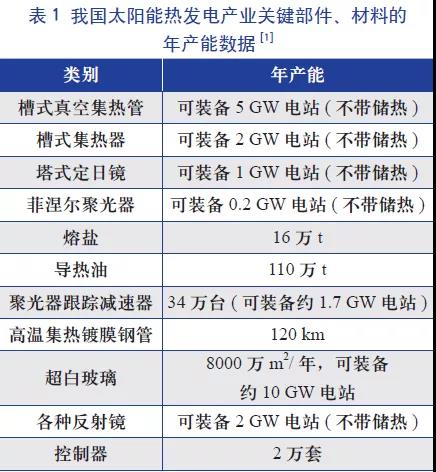 表 1 我国太阳能热发电产业关键部件、材料的
年产能数据 [1]
类别 年产能
槽式真空集热管 可装备 5 GW 电站 ( 不带储热 )
槽式集热器 可装备 2 GW 电站 ( 不带储热 )
塔式定日镜 可装备 1 GW 电站 ( 不带储热 )
菲涅尔聚光器 可装备 0.2 GW 电站 ( 不带储热 )
熔盐 16 万 t
导热油 110 万 t
聚光器跟踪减速器 34 万台 ( 可装备约 1.7 GW 电站 )
高温集热镀膜钢管 120 km
超白玻璃 8000 万 m²/ 年，可装备
约 10 GW 电站
各种反射镜 可装备 2 GW 电站 ( 不带储热 )
控制器 2 万套